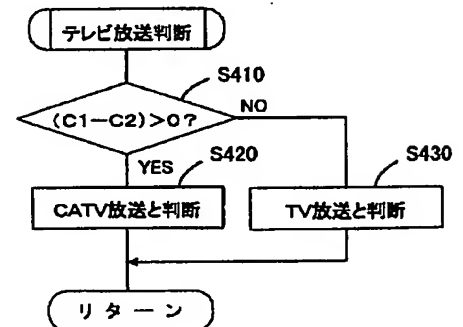 テレビ放送判断
S410
(C1－C2)>0?
NO
YES
S420
S430
CATV放送と判断
TV放送と判断
リターン